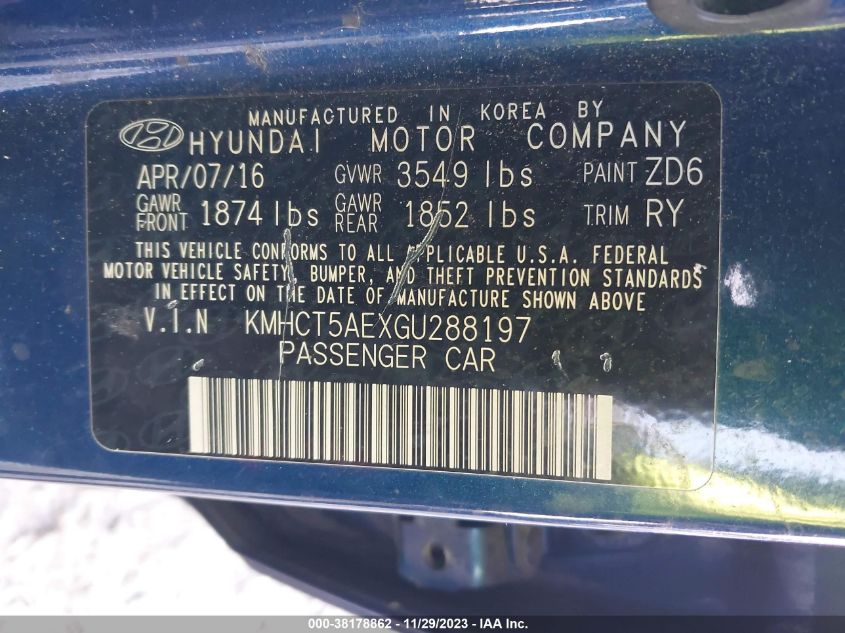 MANUFACTURED IN KOREA BY
HYUNDAI MOTOR COMPANY
APR/07/16 GVWR 3549 lbs PAINT ZD6
GAWR FRONT 1874 lbs GAWR REAR 1852 lbs TRIM RY
THIS VEHICLE CONFORMS TO ALL APPLICABLE U.S.A. FEDERAL
MOTOR VEHICLE SAFETY, BUMPER, AND THEFT PREVENTION STANDARDS
IN EFFECT ON THE DATE OF MANUFACTURE SHOWN ABOVE
V.I.N KMHCT5AEXGU288197
PASSENGER CAR
000-38178862 - 11/29/2023 - IAA Inc.